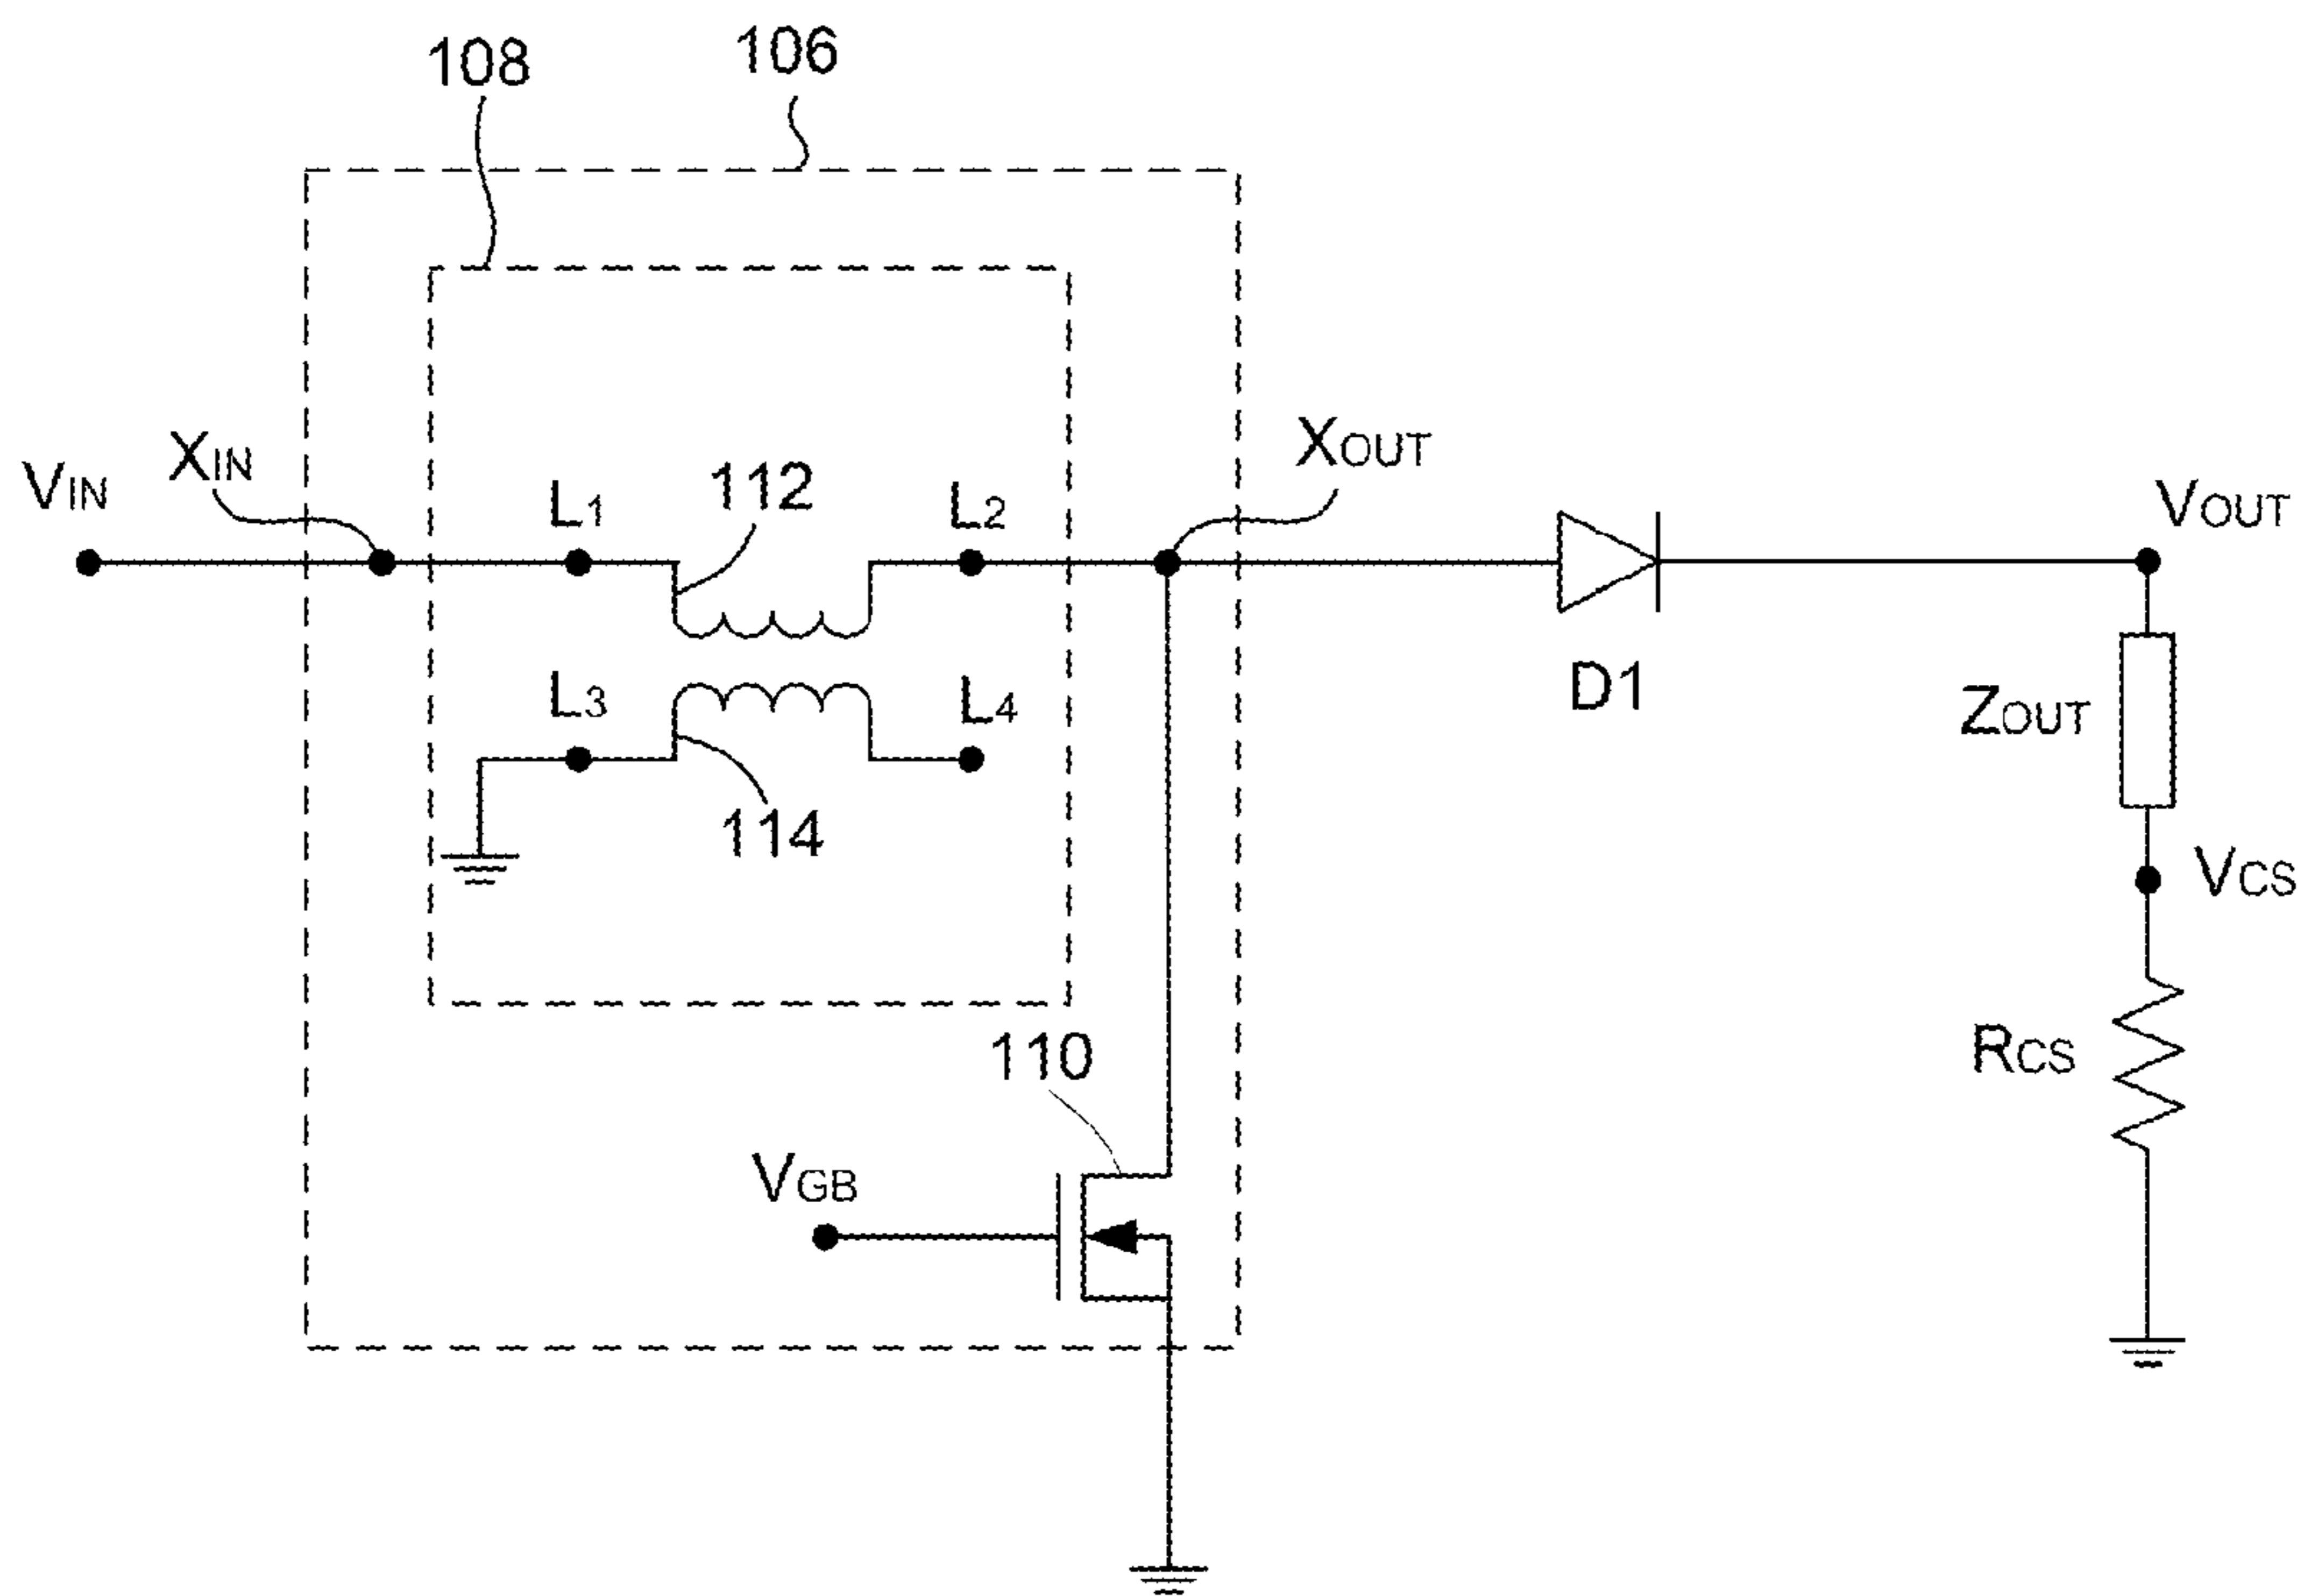 108
106
VIN
XIN
L1
112
L2
XOUT
VOUT
L3
L4
D1
ZOUT
114
VCS
110
RCS
VGB